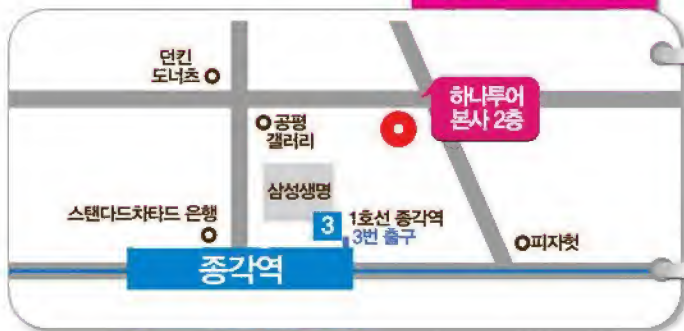 던킨
도너츠
하나투어
본사 2층
공평
갤러리
삼성생명
스탠다드차타드 은행
3
1호선 종각역
3번 출구
피자헛
종각역